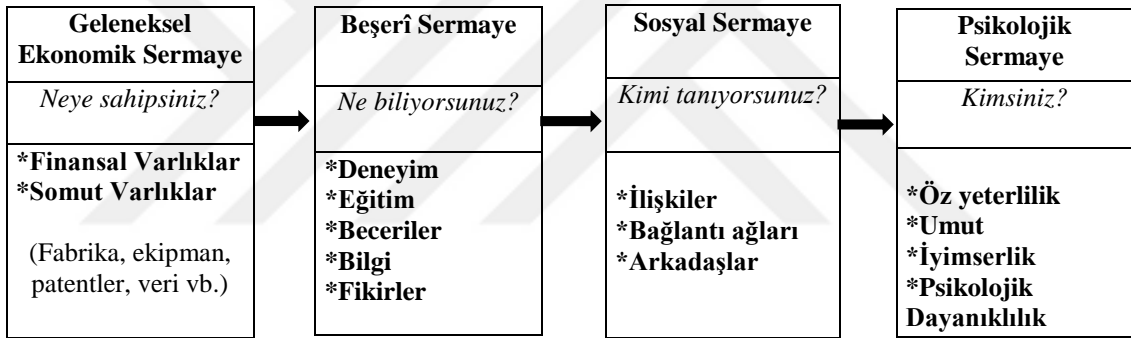 Geleneksel
Ekonomik Sermaye
Neye sahipsiniz?
*Finansal Varlıklar
*Somut Varlıklar
(Fabrika, ekipman,
patentler, veri vb.)
Beşerî Sermaye
Ne biliyorsunuz?
*Deneyim
*Eğitim
*Beceriler
*Bilgi
*Fikirler
Sosyal Sermaye
Kimi tanıyorsunuz?
*İlişkiler
*Bağlantı ağları
*Arkadaşlar
Psikolojik
Sermaye
Kimsiniz?
*Öz yeterlilik
*Umut
*İyimserlik
*Psikolojik
Dayanıklılık